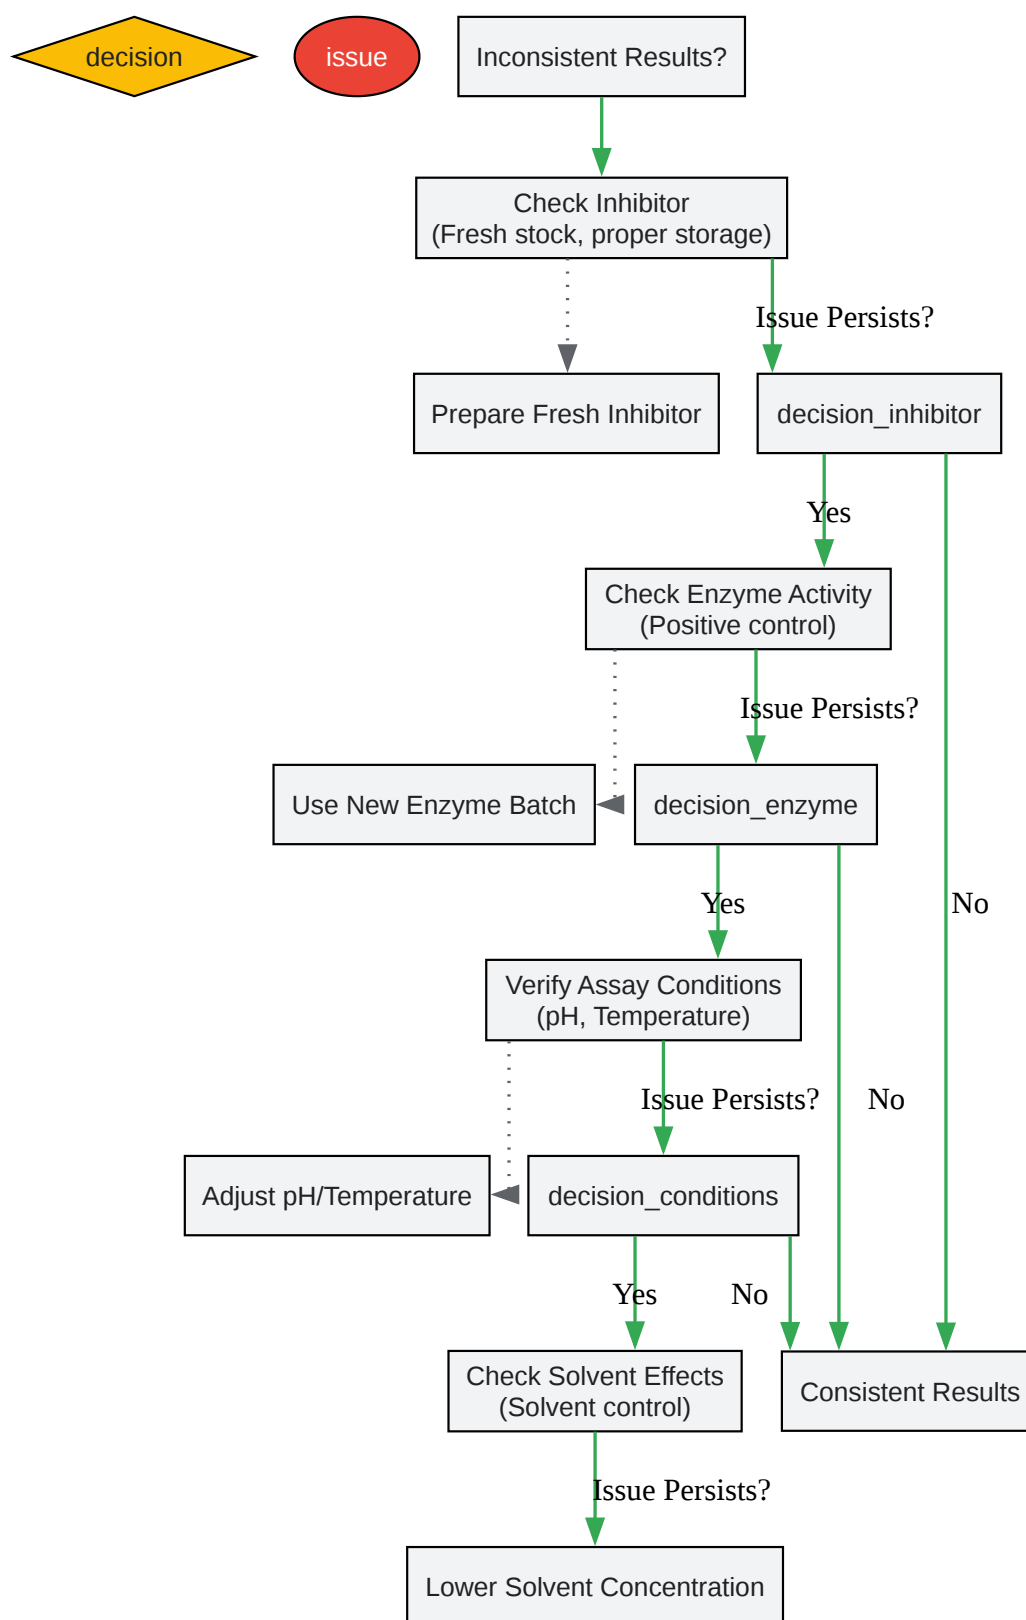 decision
issue
Inconsistent Results?
Check Inhibitor
(Fresh stock, proper storage)
Issue Persists?
Prepare Fresh Inhibitor
decision_inhibitor
Yes
Check Enzyme Activity
(Positive control)
Issue Persists?
Use New Enzyme Batch
decision_enzyme
Yes
No
Verify Assay Conditions
(pH, Temperature)
Issue Persists?
No
Adjust pH/Temperature
decision_conditions
Yes
No
Check Solvent Effects
(Solvent control)
Consistent Results
Issue Persists?
Lower Solvent Concentration